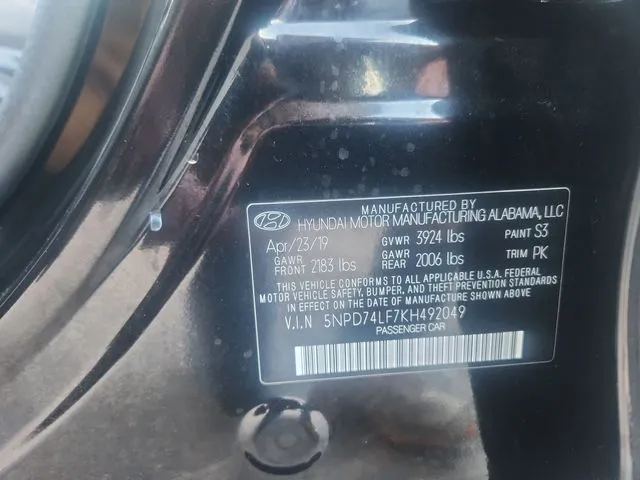 MANUFACTURED BY
HYUNDAI MOTOR MANUFACTURING ALABAMA, LLC
Apr/23/19 GVWR 3924 lbs PAINT S3
GAWR FRONT 2183 lbs GAWR REAR 2006 lbs TRIM PK
THIS VEHICLE CONFORMS TO ALL APPLICABLE U.S.A. FEDERAL
MOTOR VEHICLE SAFETY, BUMPER, AND THEFT PREVENTION STANDARDS
IN EFFECT ON THE DATE OF MANUFACTURE SHOWN ABOVE.
V.I.N 5NPD74LF7KH492049
PASSENGER CAR